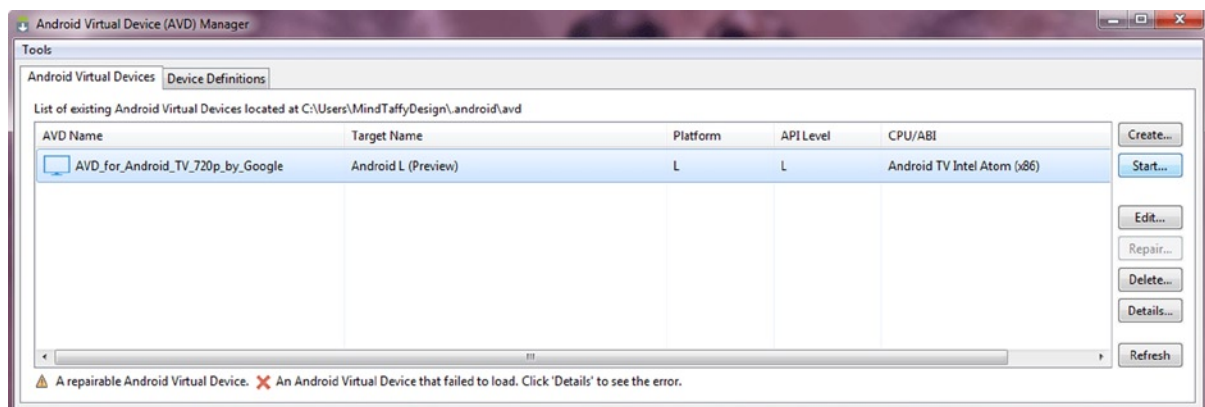 Android Virtual Device (AVD) Manager
Tools
Android Virtual Devices Device Definitions
List of existing Android Virtual Devices located at C:\Users\MindTaffyDesign\.android\avd
AVD Name Target Name Platform API Level CPU/ABI
AVD_for_Android_TV_720p_by_Google Android L (Preview) L L Android TV Intel Atom (x86)
Create...
Start...
Edit...
Repair...
Delete...
Details...
Refresh
A repairable Android Virtual Device. An Android Virtual Device that failed to load. Click 'Details' to see the error.